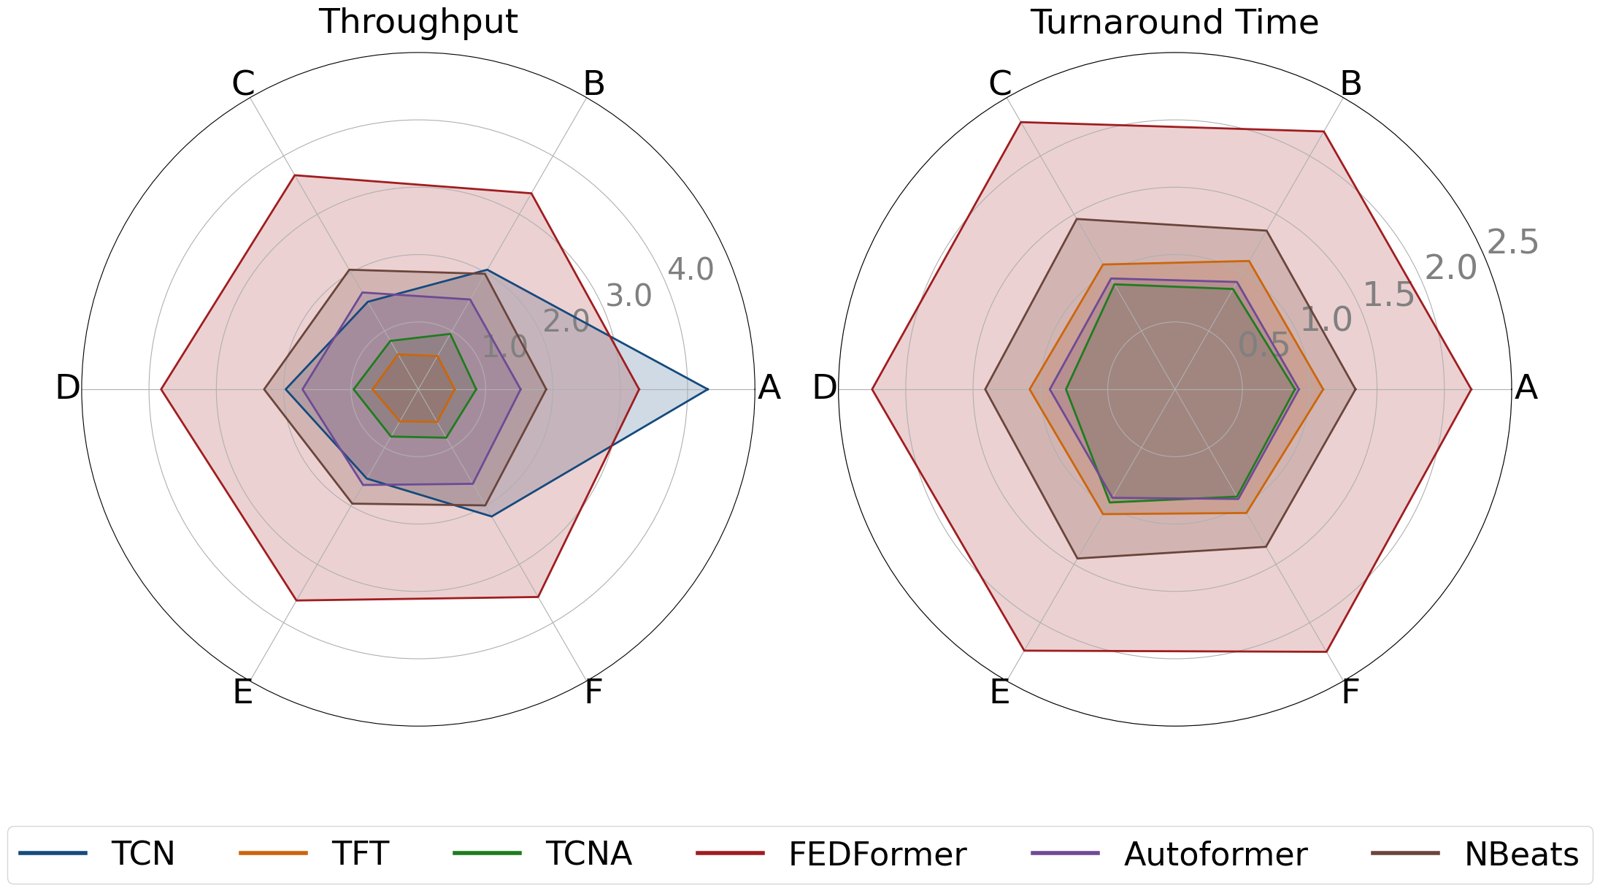 Throughput
Turnaround Time
C
B
C
B
4.0
3.0
2.0
1.0
2.5
2.0
1.5
1.0
0.5
D
A
D
A
E
F
E
F
TCN
TFT
TCNA
FEDFormer
Autoformer
NBeats